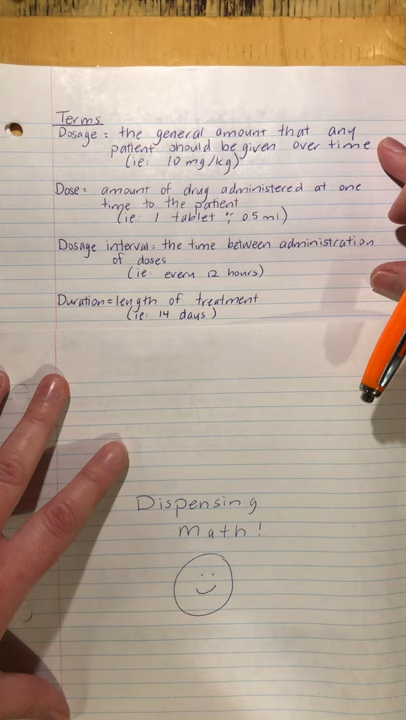 Terms
Dosage = the general amount that any
patient should be given over time
(ie: 10 mg/kg)
Dose = amount of drug administered at one
time to the patient
(ie: 1 tablet ; 0.5 ml)
Dosage interval: the time between administration
of doses
(ie: every 12 hours)
Duration = length of treatment
(ie: 14 days)
Dispensing
Math!